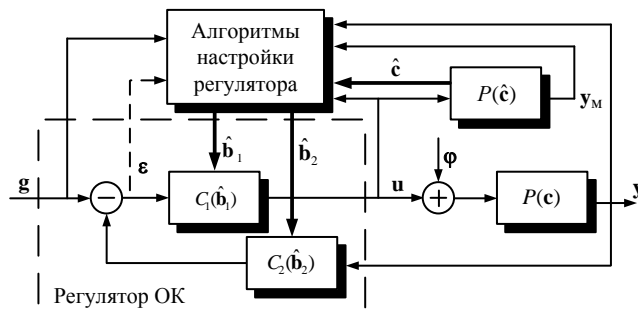 Алгоритмы
настройки
регулятора
ĉ
P(ĉ)
y_М
b̂₁
b̂₂
ε
g
u
φ
y
C₁(b̂₁)
P(c)
C₂(b̂₂)
Регулятор ОК